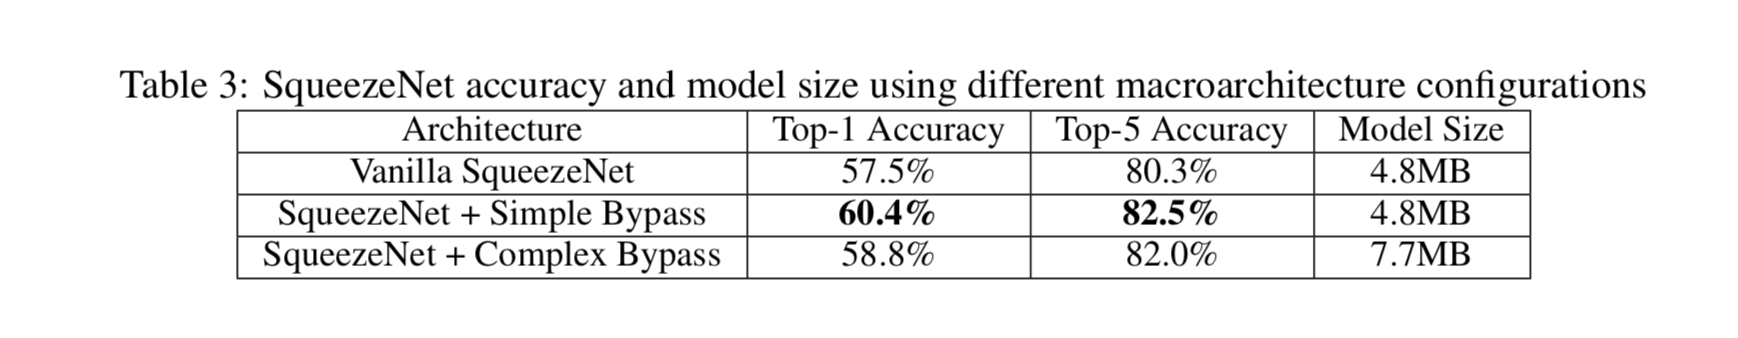 Table 3: SqueezeNet accuracy and model size using different macroarchitecture configurations
Architecture Top-1 Accuracy Top-5 Accuracy Model Size
Vanilla SqueezeNet 57.5% 80.3% 4.8MB
SqueezeNet + Simple Bypass 60.4% 82.5% 4.8MB
SqueezeNet + Complex Bypass 58.8% 82.0% 7.7MB